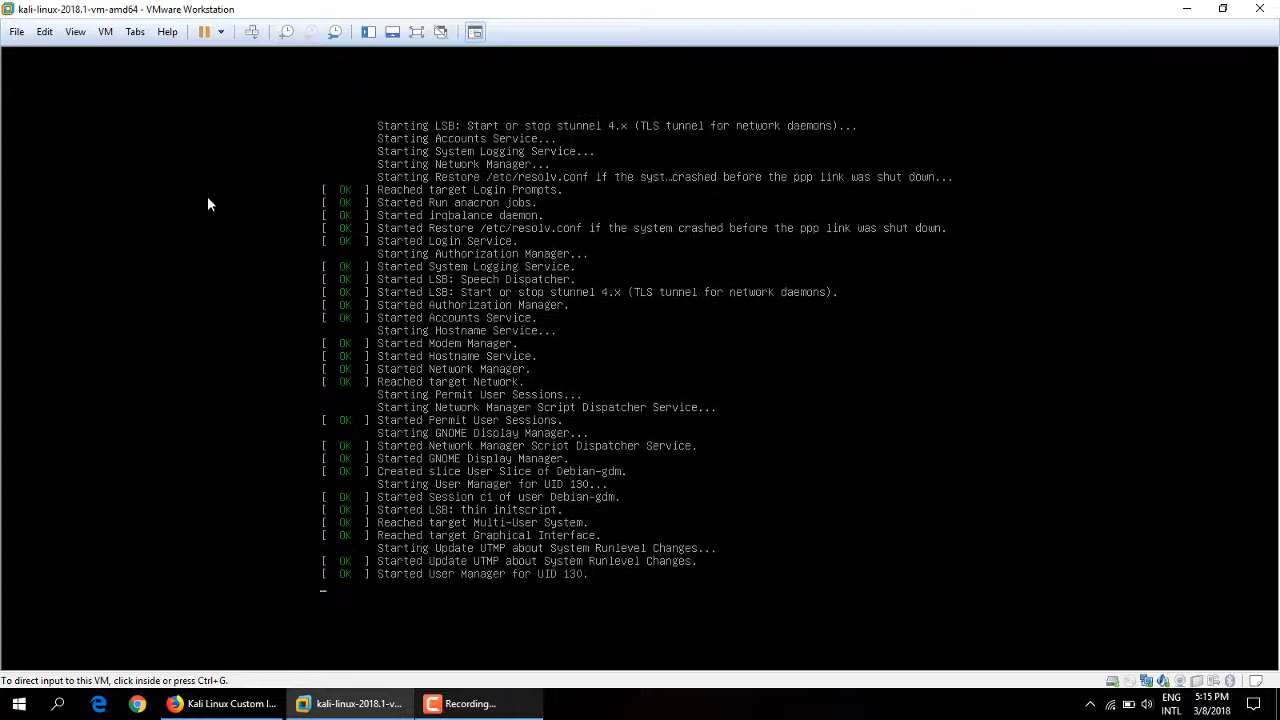 kali-linux-2018.1-vm-amd64 - VMware Workstation
File Edit View VM Tabs Help
Starting LSB: Start or stop stunnel 4.x (TLS tunnel for network daemons)...
Starting Accounts Service...
Starting System Logging Service...
Starting Network Manager...
Starting Restore /etc/resolv.conf if the syst…crashed before the ppp link was shut down...
[ OK ] Reached target Login Prompts.
[ OK ] Started Run anacron jobs.
[ OK ] Started irqbalance daemon.
[ OK ] Started Restore /etc/resolv.conf if the system crashed before the ppp link was shut down.
[ OK ] Started Login Service.
Starting Authorization Manager...
[ OK ] Started System Logging Service.
[ OK ] Started LSB: Speech Dispatcher.
[ OK ] Started LSB: Start or stop stunnel 4.x (TLS tunnel for network daemons).
[ OK ] Started Authorization Manager.
[ OK ] Started Accounts Service.
Starting Hostname Service...
[ OK ] Started Modem Manager.
[ OK ] Started Hostname Service.
[ OK ] Started Network Manager.
[ OK ] Reached target Network.
Starting Permit User Sessions...
Starting Network Manager Script Dispatcher Service...
[ OK ] Started Permit User Sessions.
Starting GNOME Display Manager...
[ OK ] Started Network Manager Script Dispatcher Service.
[ OK ] Started GNOME Display Manager.
[ OK ] Created slice User Slice of Debian-gdm.
Starting User Manager for UID 130...
[ OK ] Started Session c1 of user Debian-gdm.
[ OK ] Started LSB: thin initscript.
[ OK ] Reached target Multi-User System.
[ OK ] Reached target Graphical Interface.
Starting Update UTMP about System Runlevel Changes...
[ OK ] Started Update UTMP about System Runlevel Changes.
[ OK ] Started User Manager for UID 130.
To direct input to this VM, click inside or press Ctrl+G.
Kali Linux Custom I... kali-linux-2018.1-v... Recording...
ENG 5:15 PM
INTL 3/8/2018